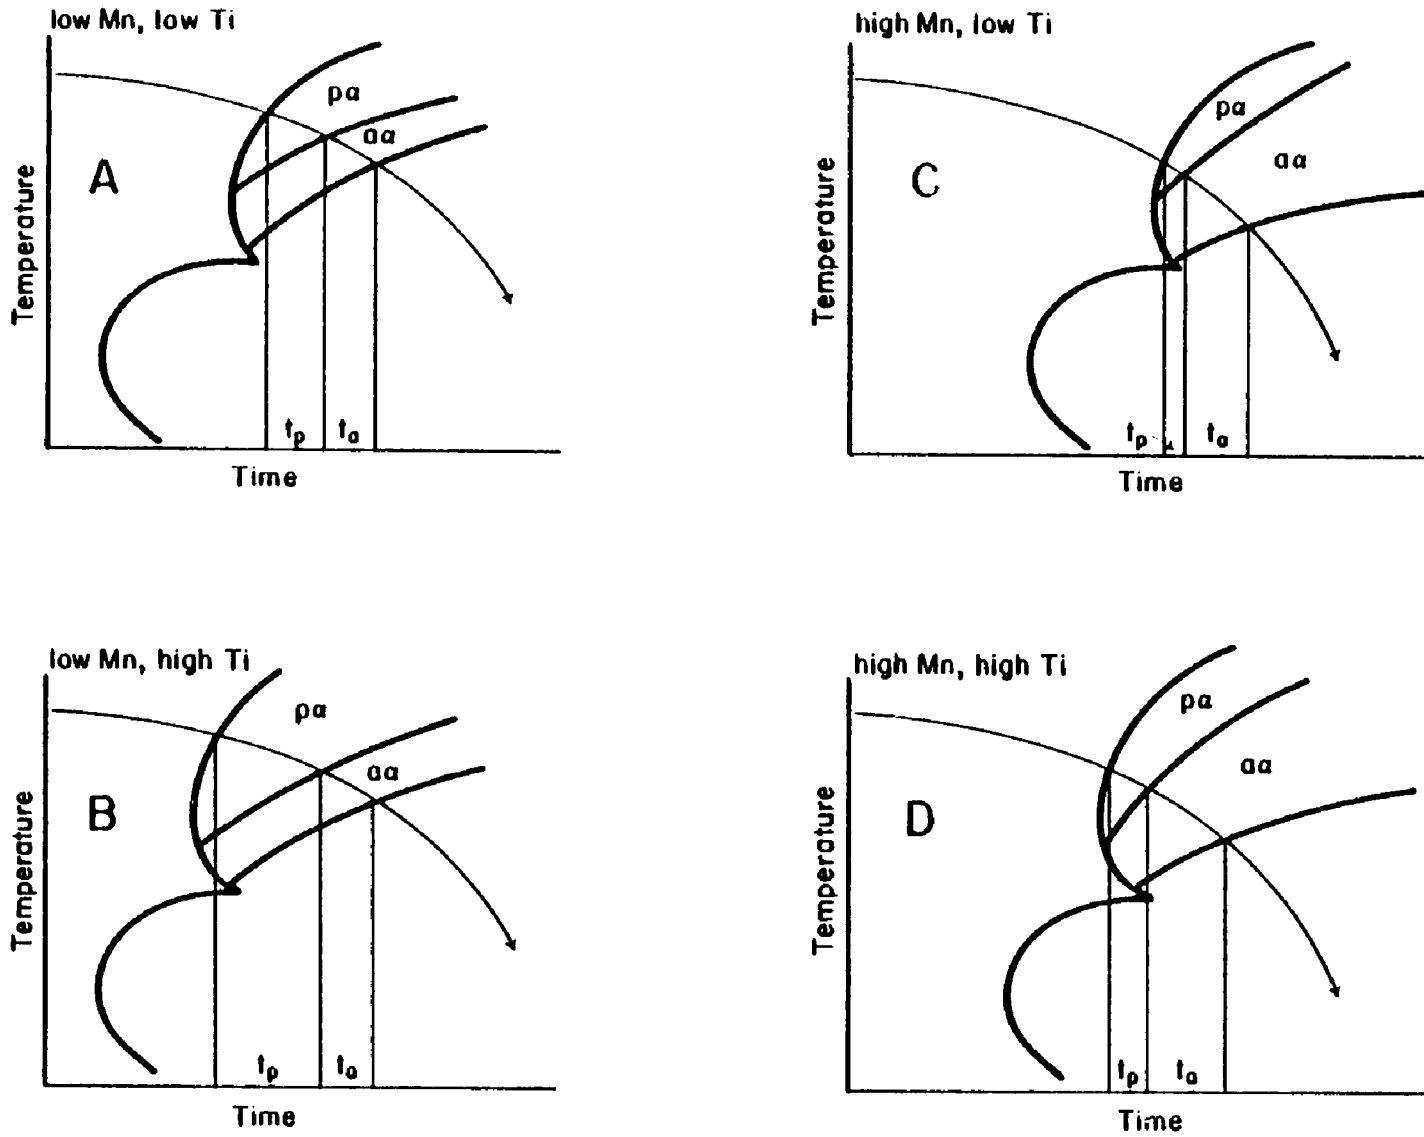 low Mn, low Ti
pα
aα
A
Temperature
tp
ta
Time
high Mn, low Ti
pα
aα
C
Temperature
tp
ta
Time
low Mn, high Ti
pα
aα
B
Temperature
tp
ta
Time
high Mn, high Ti
pα
aα
D
Temperature
tp
ta
Time